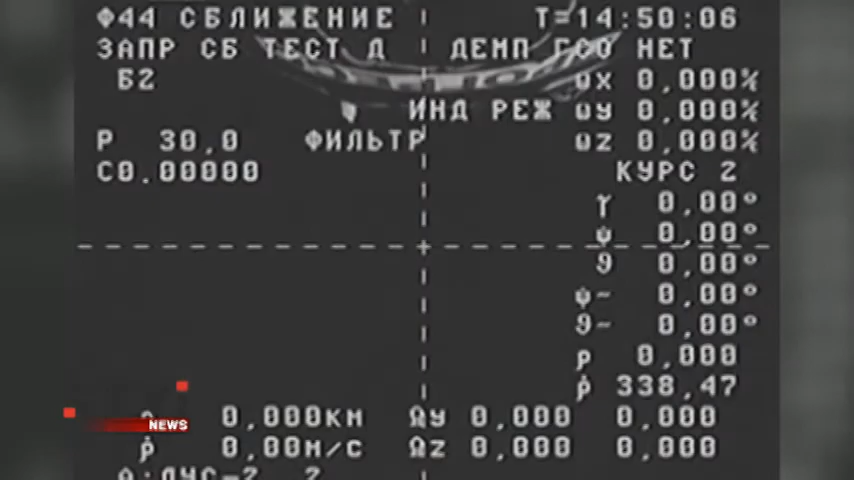 Ф44 СБЛИЖЕНИЕ T=14:50:06
ЗАПР СБ ТЕСТ Д ДЕМП ГСО НЕТ
Б2 ωx 0,000%
ИНД РЕЖ ωy 0,000%
Р 30,0 ФИЛЬТР ωz 0,000%
С0.00000 КУРС 2
γ 0,00°
ψ 0,00°
ϑ 0,00°
ψ~ 0,00°
ϑ~ 0,00°
ρ 0,000
ρ̇ 338,47
0,000КМ Ωy 0,000 0,000
NEWS
ρ̇ 0,00М/С Ωz 0,000 0,000